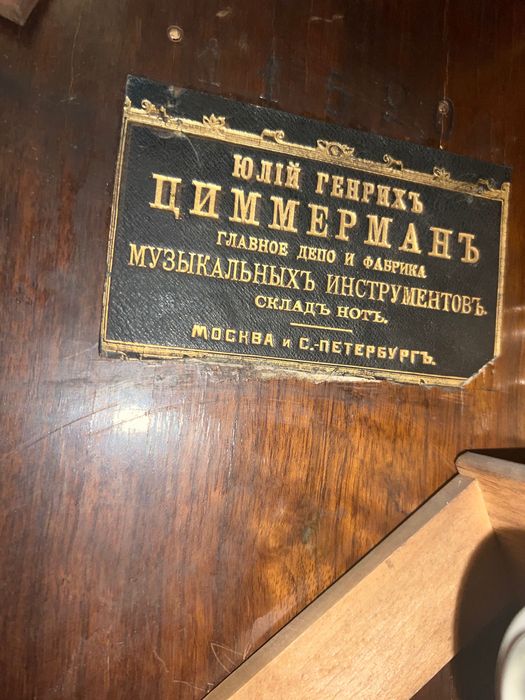 ЮЛІЙ ГЕНРИХЪ
ЦИММЕРМАНЪ
ГЛАВНОЕ ДЕПО И ФАБРИКА
МУЗЫКАЛЬНЫХЪ ИНСТРУМЕНТОВЪ.
СКЛАДЪ НОТЪ.
МОСКВА и С.-ПЕТЕРБУРГЪ.